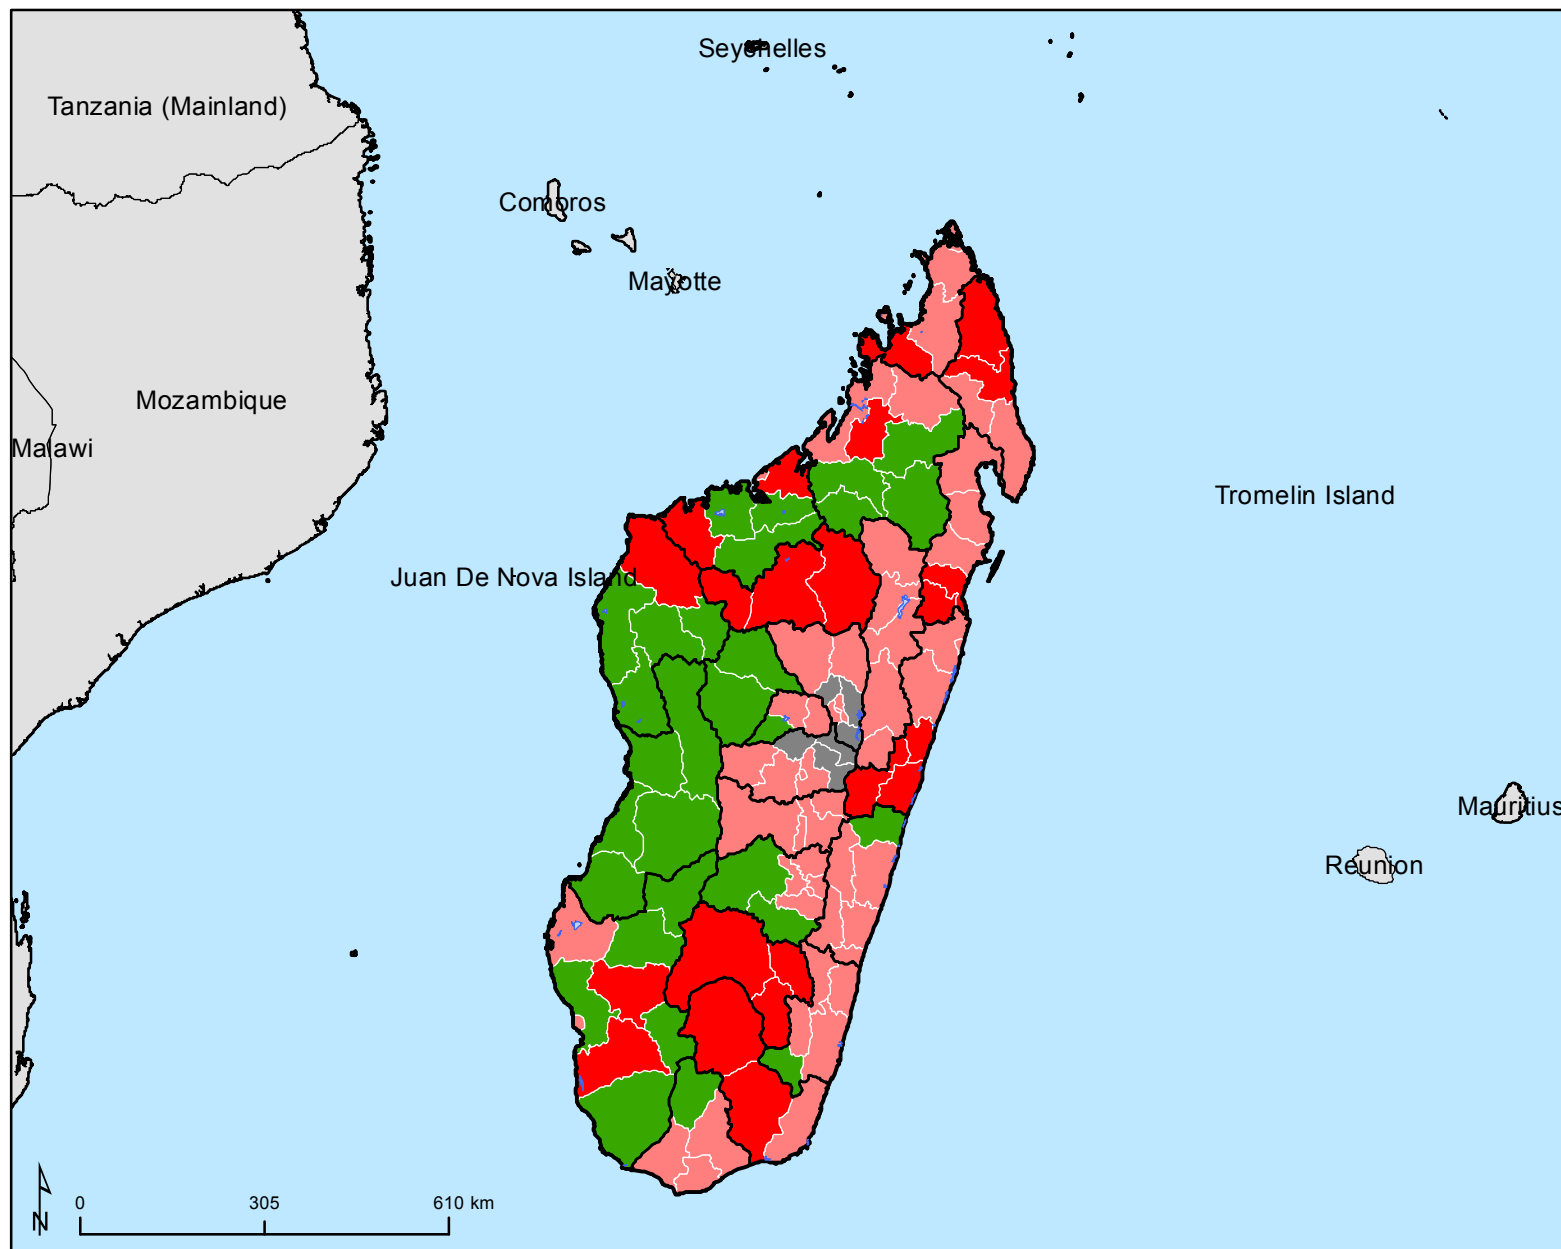 Seychelles
Tanzania (Mainland)
Comoros
Mayotte
Mozambique
Malawi
Tromelin Island
Juan De Nova Island
Mauritius
Reunion
0 305 610 km
N